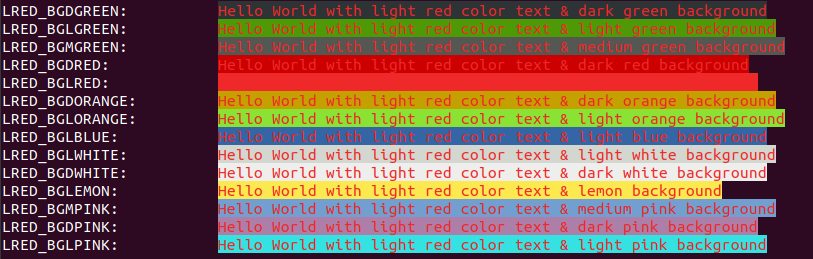 LRED_BGDGREEN: Hello World with light red color text & dark green background
LRED_BGLGREEN: Hello World with light red color text & light green background
LRED_BGMGREEN: Hello World with light red color text & medium green background
LRED_BGDRED: Hello World with light red color text & dark red background
LRED_BGLRED:
LRED_BGDORANGE: Hello World with light red color text & dark orange background
LRED_BGLORANGE: Hello World with light red color text & light orange background
LRED_BGLBLUE: Hello World with light red color text & light blue background
LRED_BGLWHITE: Hello World with light red color text & light white background
LRED_BGDWHITE: Hello World with light red color text & dark white background
LRED_BGLEMON: Hello World with light red color text & lemon background
LRED_BGMPINK: Hello World with light red color text & medium pink background
LRED_BGDPINK: Hello World with light red color text & dark pink background
LRED_BGLPINK: Hello World with light red color text & light pink background